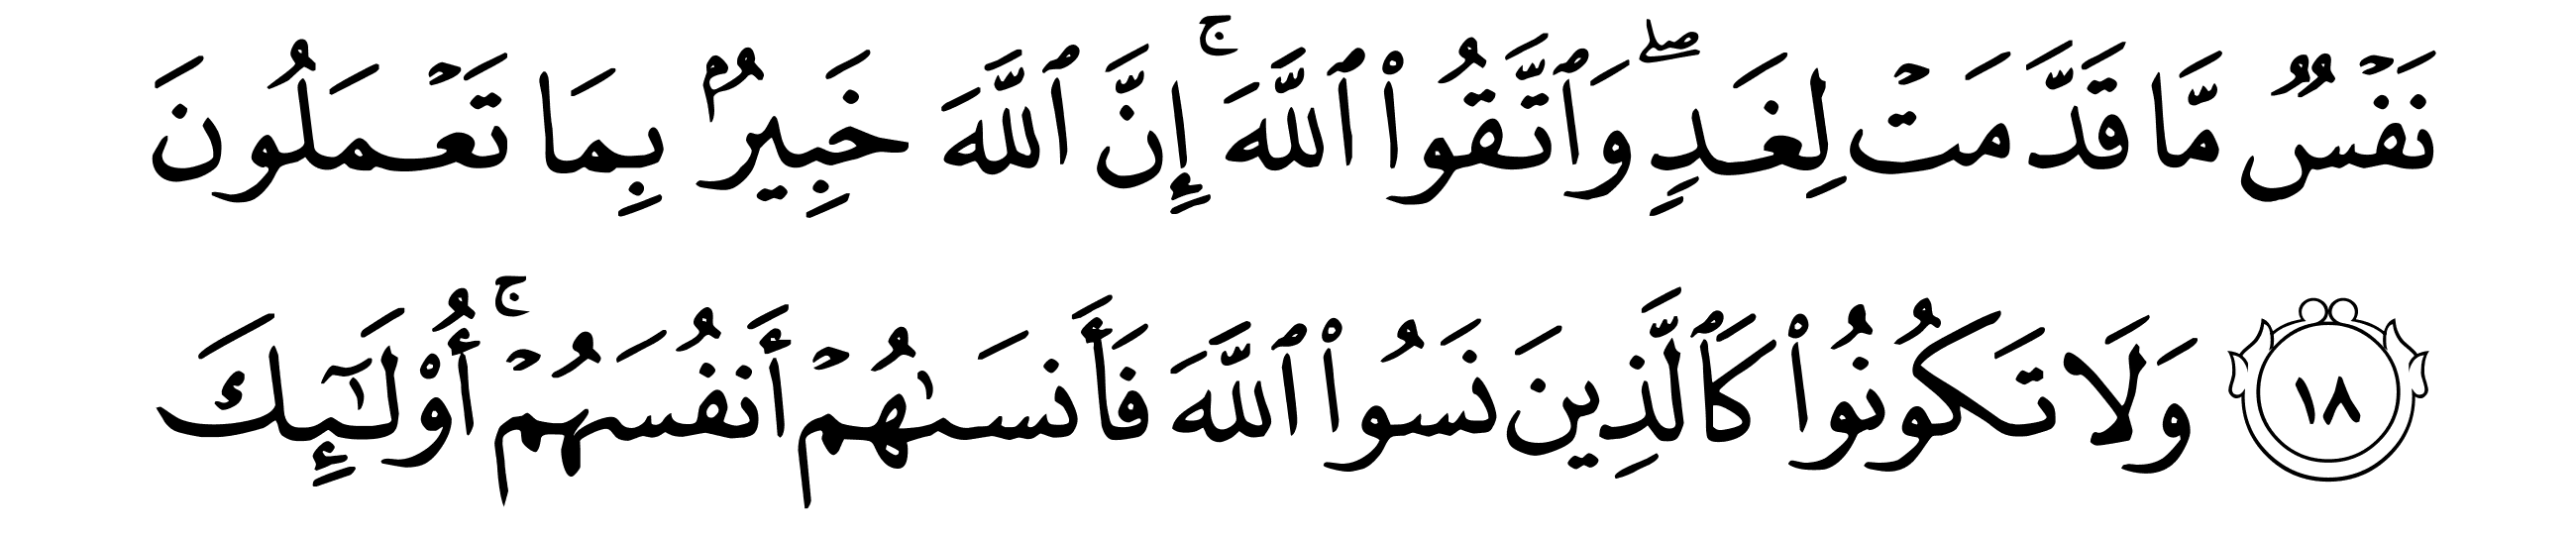 نَفۡسٞ مَّا قَدَّمَتۡ لِغَدٖۖ وَٱتَّقُواْ ٱللَّهَۚ إِنَّ ٱللَّهَ خَبِيرُۢ بِمَا تَعۡمَلُونَ
١٨ وَلَا تَكُونُواْ كَٱلَّذِينَ نَسُواْ ٱللَّهَ فَأَنسَىٰهُمۡ أَنفُسَهُمۡۚ أُوْلَٰٓئِكَ